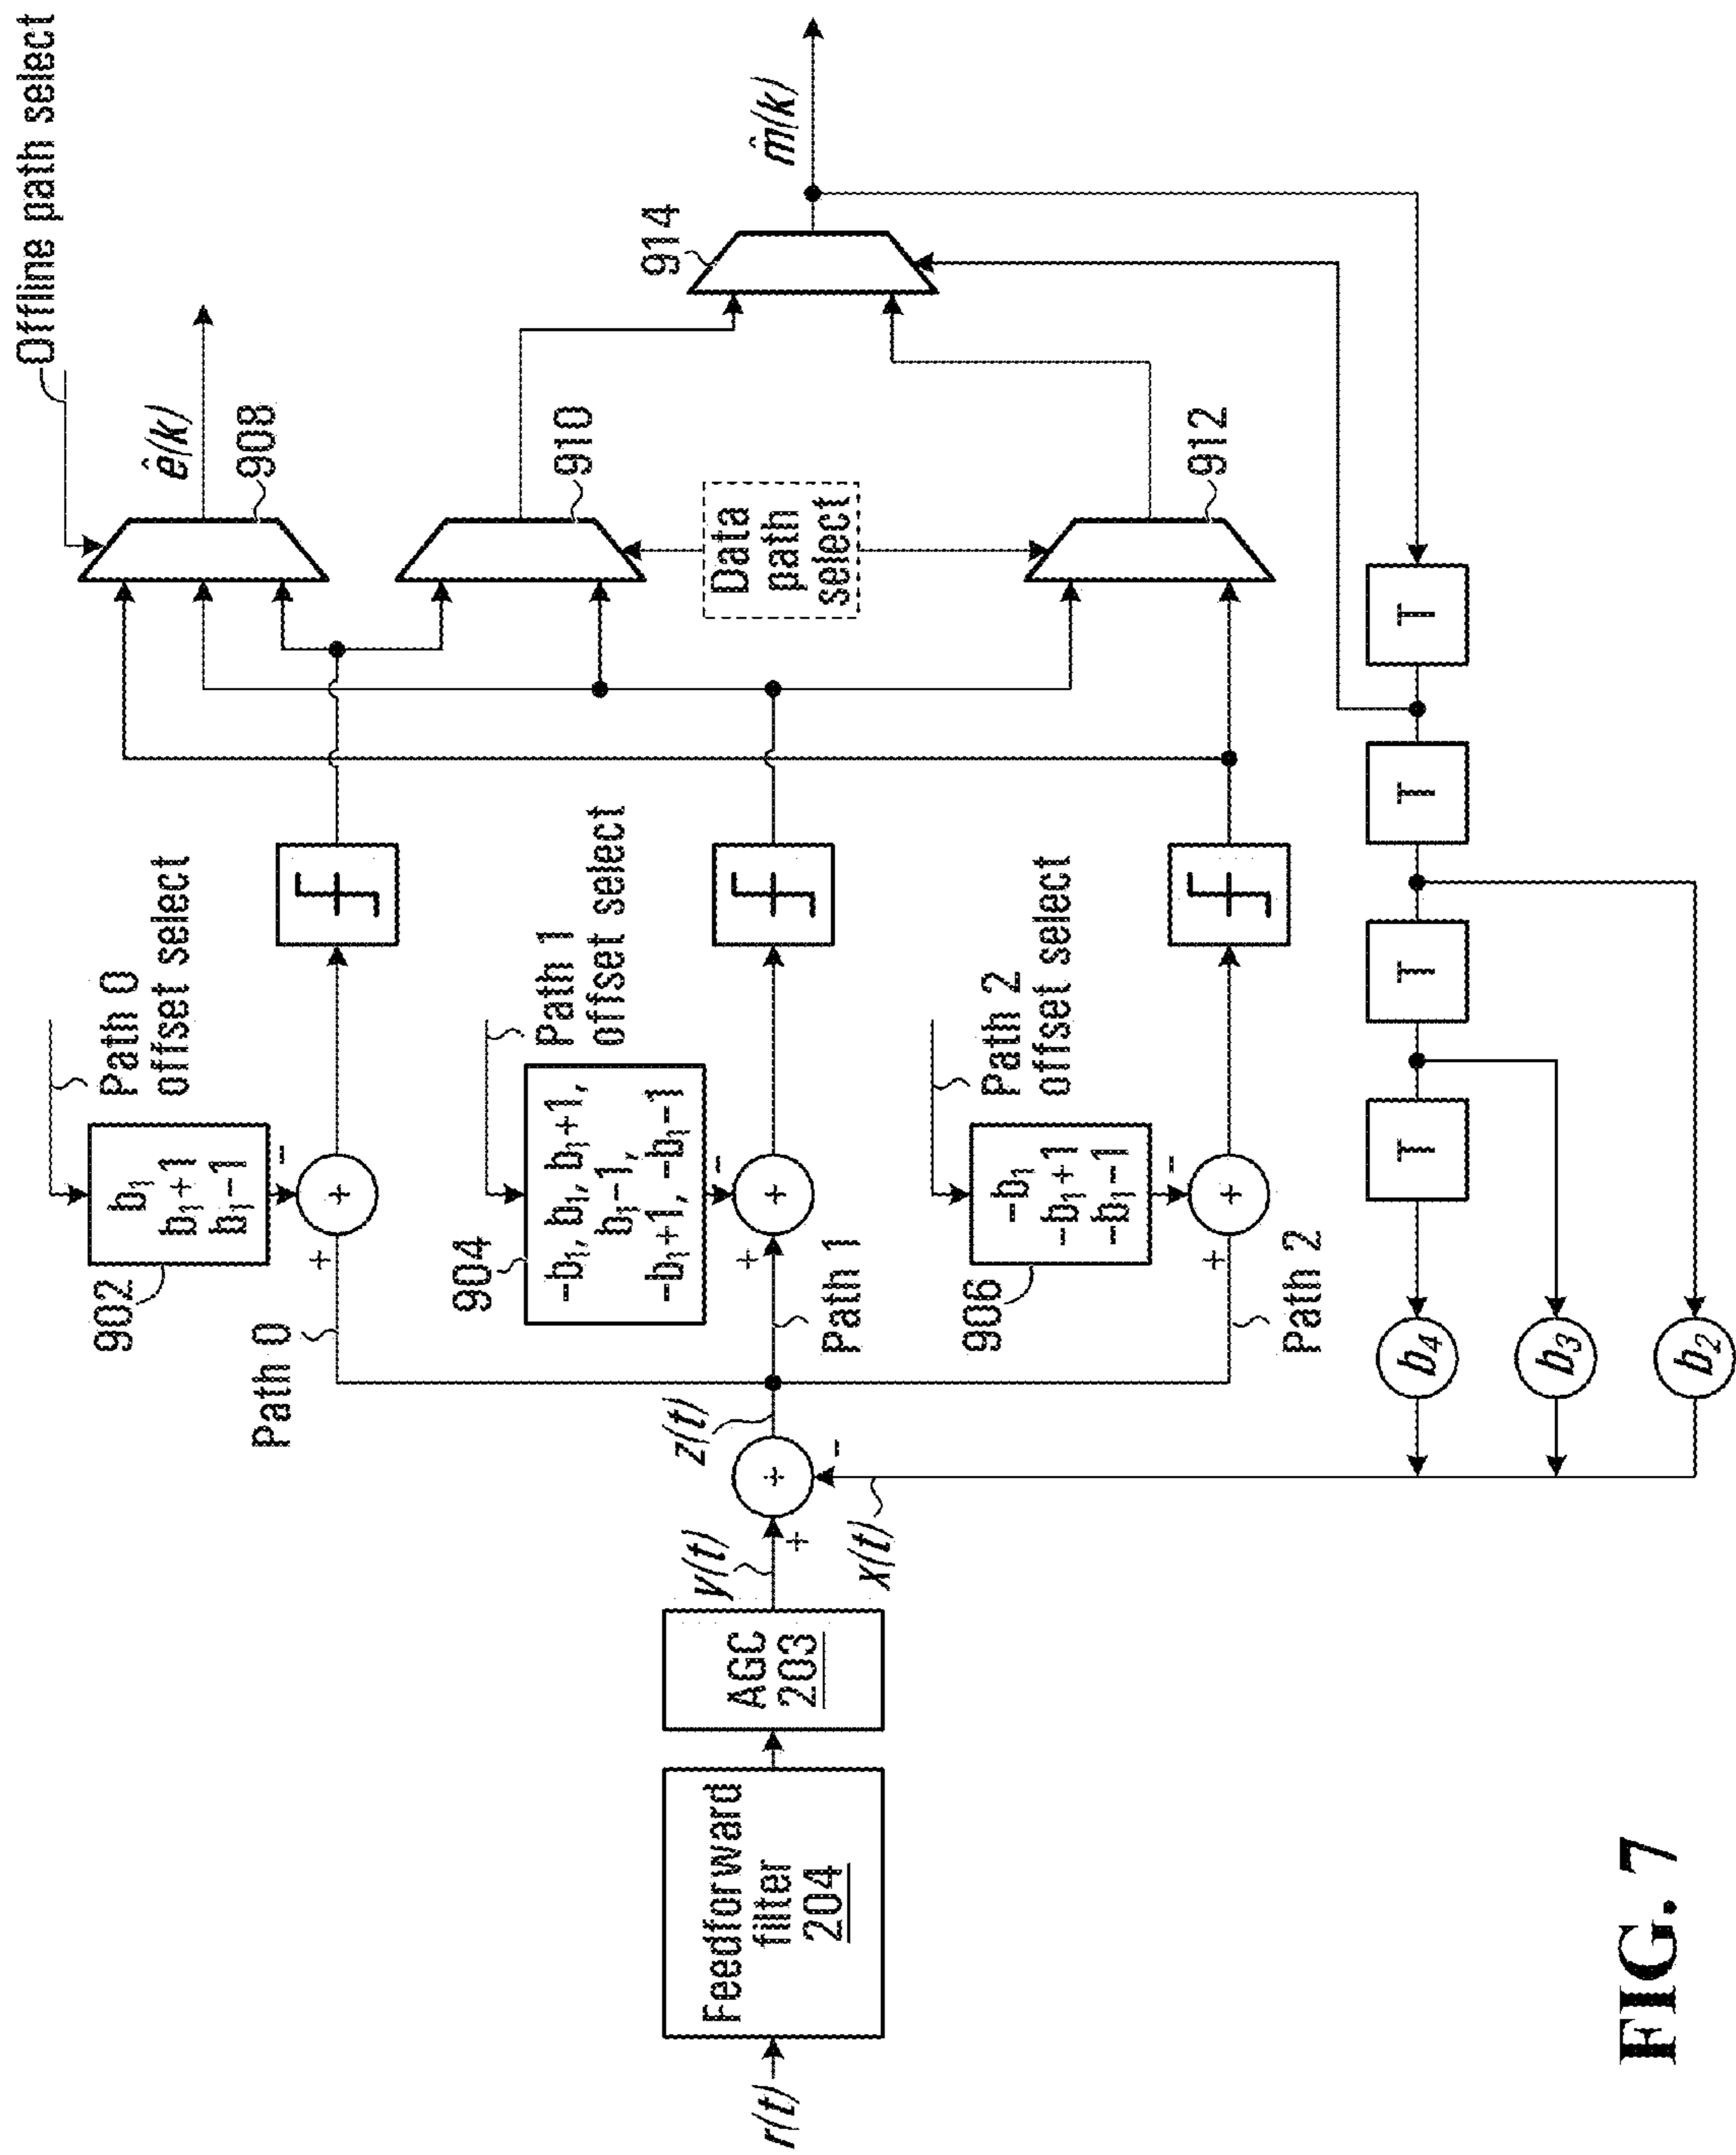 Offline path select
ê(k)
908
910
Data
path
select
912
914
m̂(k)
Path 0
offset select
b₁
b₁+1
b₁−1
902
−
+
+
Path 0
Path 1
offset select
−b₁, b₁, b₁+1,
b₁−1,
−b₁+1, −b₁−1
904
−
+
+
Path 1
Path 2
offset select
−b₁
−b₁+1
−b₁−1
906
−
+
+
Path 2
r(t)
Feedforward
filter
204
AGC
203
y(t)
+
+
−
z(t)
x(t)
T
T
T
T
b₄
b₃
b₂
FIG. 7